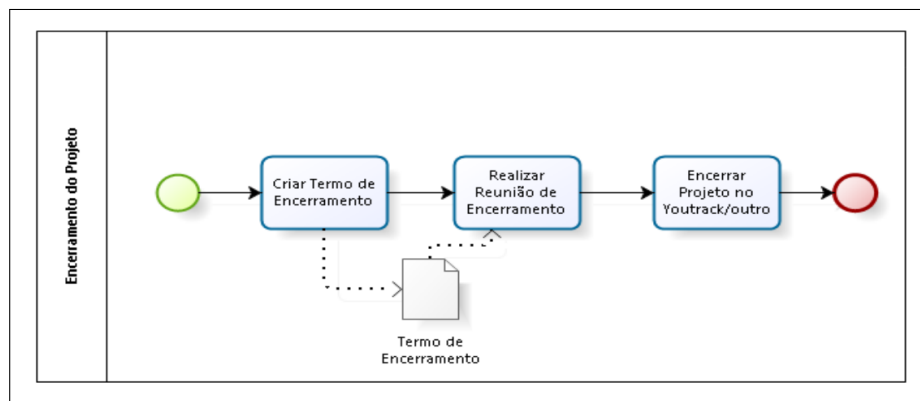 Encerramento do Projeto
Criar Termo de
Encerramento
Realizar
Reunião de
Encerramento
Encerrar
Projeto no
Youtrack/outro
Termo de
Encerramento